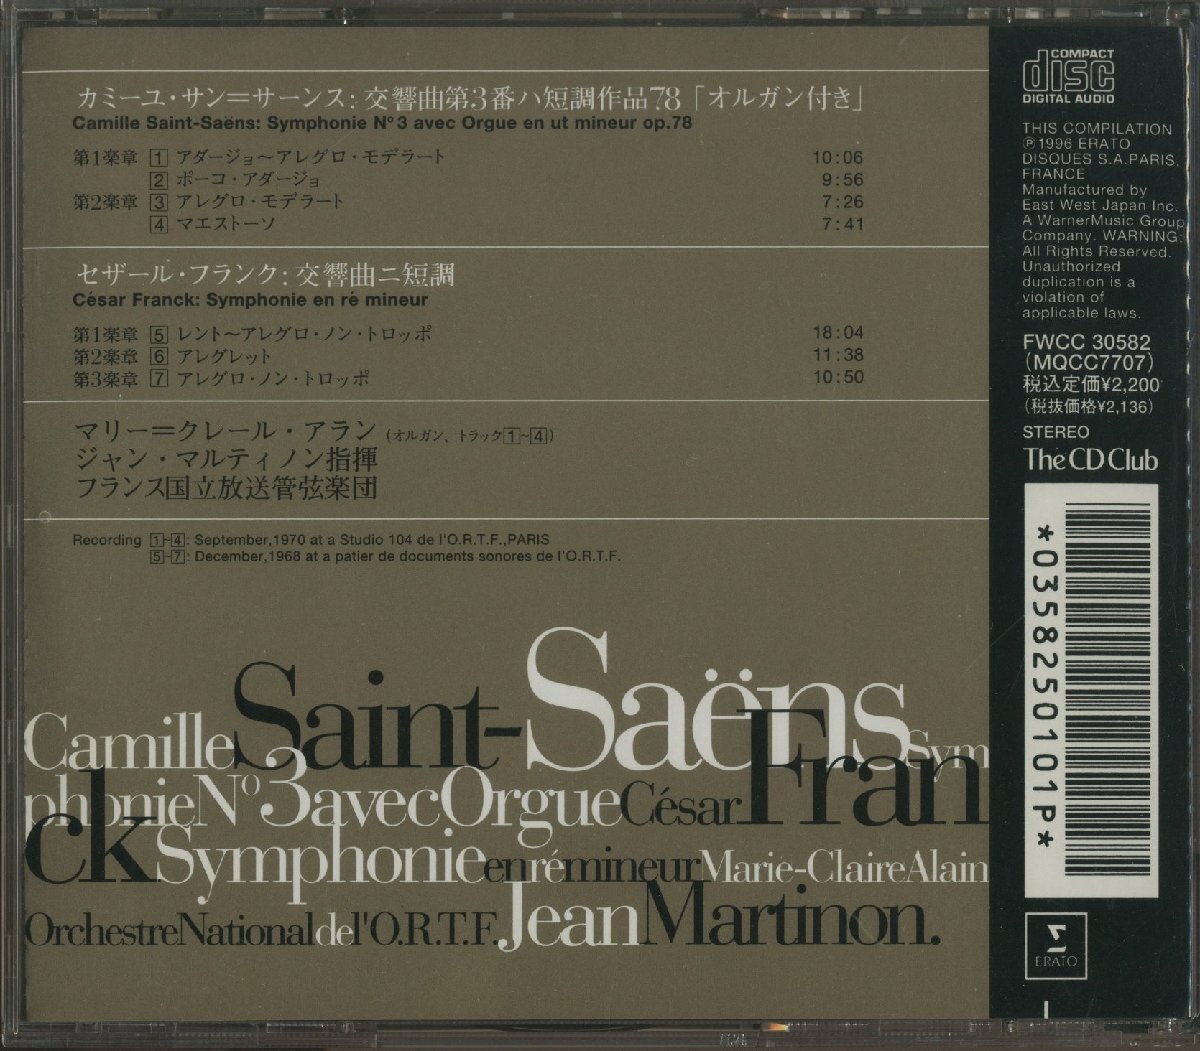 カミーユ・サン＝サーンス：交響曲第3番ハ短調作品78「オルガン付き」
Camille Saint-Saëns: Symphonie Nº3 avec Orgue en ut mineur op.78
第1楽章 1 アダージョ〜アレグロ・モデラート 10:06
2 ポーコ・アダージョ 9:56
第2楽章 3 アレグロ・モデラート 7:26
4 マエストーソ 7:41
セザール・フランク：交響曲ニ短調
César Franck: Symphonie en ré mineur
第1楽章 5 レント〜アレグロ・ノン・トロッポ 18:04
第2楽章 6 アレグレット 11:38
第3楽章 7 アレグロ・ノン・トロッポ 10:50
マリー＝クレール・アラン（オルガン、トラック1〜4）
ジャン・マルティノン指揮
フランス国立放送管弦楽団
Recording 1-4: September,1970 at a Studio 104 de l'O.R.T.F.,PARIS
5-7: December,1968 at a patier de documents sonores de l'O.R.T.F.
Camille Saint-Saëns Sym
phonie Nº3 avec Orgue César Fran
ck Symphonie en ré mineur Marie-Claire Alain
Orchestre National de l'O.R.T.F. Jean Martinon.
COMPACT
disc
DIGITAL AUDIO
THIS COMPILATION
℗1996 ERATO
DISQUES S.A.PARIS,
FRANCE
Manufactured by
East West Japan Inc.
A WarnerMusic Group
Company. WARNING:
All Rights Reserved.
Unauthorized
duplication is a
violation of
applicable laws.
FWCC 30582
(MQCC7707)
税込定価¥2,200
(税抜価格¥2,136)
STEREO
The CD Club
*0358250101P*
ERATO